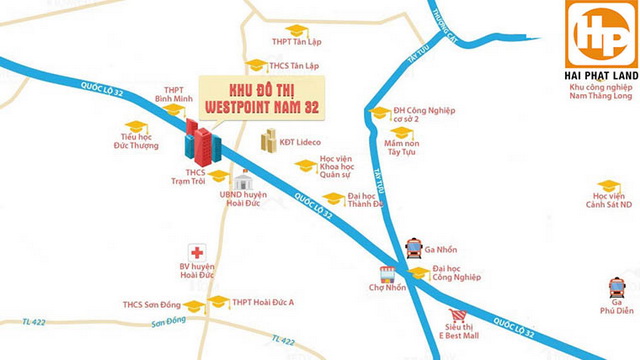 HP
HAI PHAT LAND
Khu công nghiệp
Nam Thăng Long
THƯỢNG CÁT
TÂY TỰU
THPT Tân Lập
THCS Tân Lập
QUỐC LỘ 32
THPT
Bình Minh
KHU ĐÔ THỊ
WESTPOINT NAM 32
ĐH Công Nghiệp
cơ sở 2
Tiểu học
Đức Thượng
KĐT Lideco
Mầm nón
Tây Tựu
THCS
Trạm Trôi
Học viện
Khoa học
Quân sự
TÂY TỰU
UBND huyện
Hoài Đức
Đại học
Thành Đô
QUỐC LỘ 32
Học viện
Cảnh Sát ND
BV huyện
Hoài Đức
Ga Nhổn
Đại học
Công Nghiệp
Chợ Nhổn
THCS Sơn Đồng
THPT Hoài Đức A
Ga
Phú Diễn
TL 422
Sơn Đồng
TL 422
Siêu thị
E Best Mall
QUỐC LỘ 32